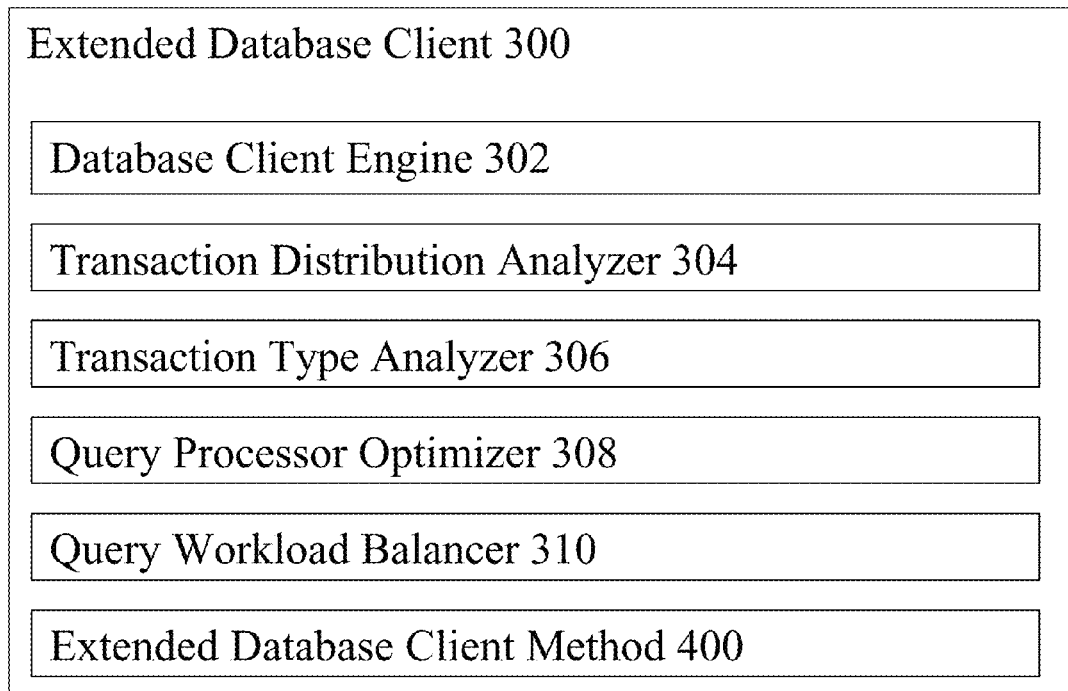 Extended Database Client 300
Database Client Engine 302
Transaction Distribution Analyzer 304
Transaction Type Analyzer 306
Query Processor Optimizer 308
Query Workload Balancer 310
Extended Database Client Method 400